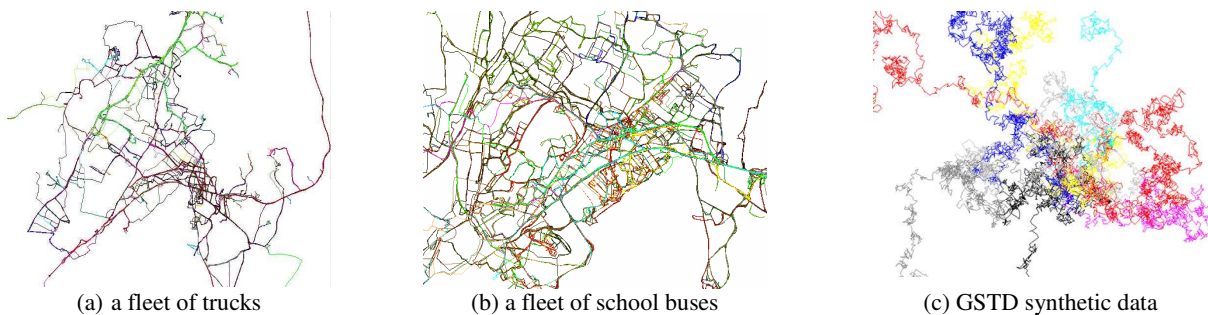 (a) a fleet of trucks
(b) a fleet of school buses
(c) GSTD synthetic data